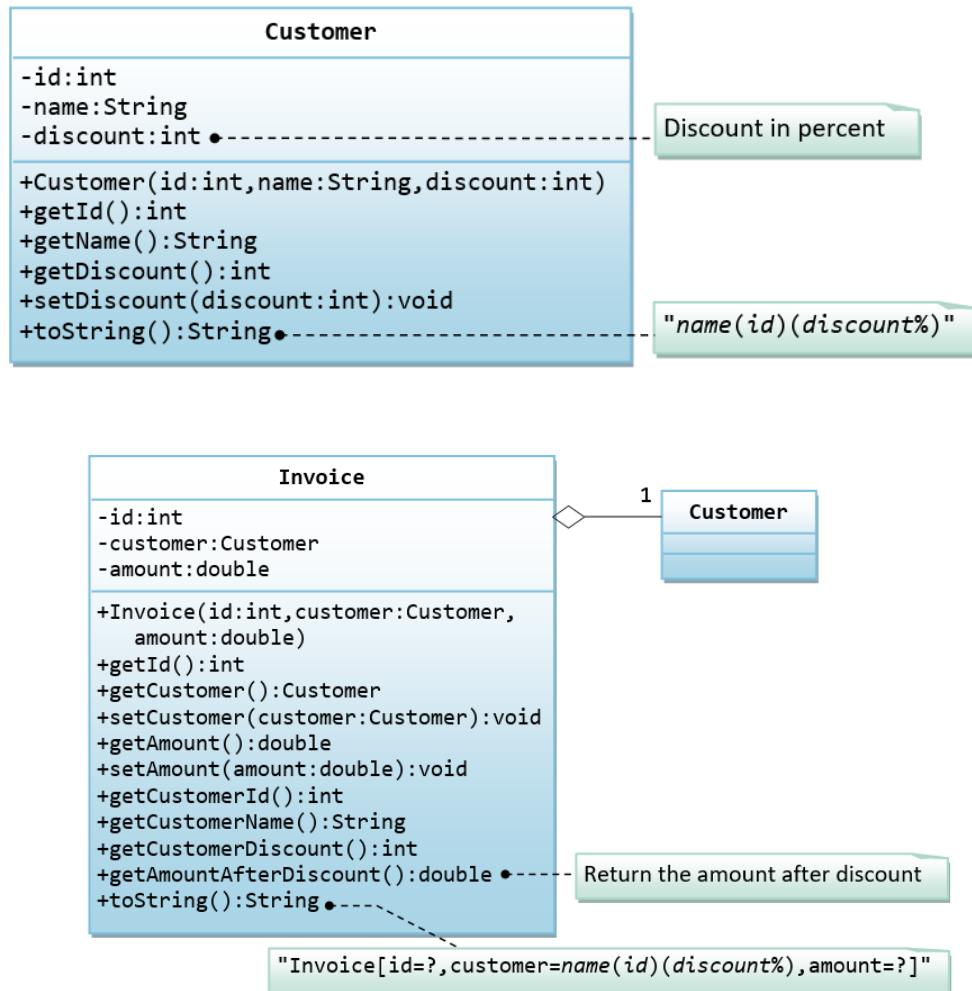 Customer
-id:int
-name:String
-discount:int
Discount in percent
+Customer(id:int,name:String,discount:int)
+getId():int
+getName():String
+getDiscount():int
+setDiscount(discount:int):void
+toString():String
"name(id)(discount%)"
Invoice
-id:int
-customer:Customer
-amount:double
1
Customer
+Invoice(id:int,customer:Customer,
amount:double)
+getId():int
+getCustomer():Customer
+setCustomer(customer:Customer):void
+getAmount():double
+setAmount(amount:double):void
+getCustomerId():int
+getCustomerName():String
+getCustomerDiscount():int
+getAmountAfterDiscount():double
Return the amount after discount
+toString():String
"Invoice[id=?,customer=name(id)(discount%),amount=?]"